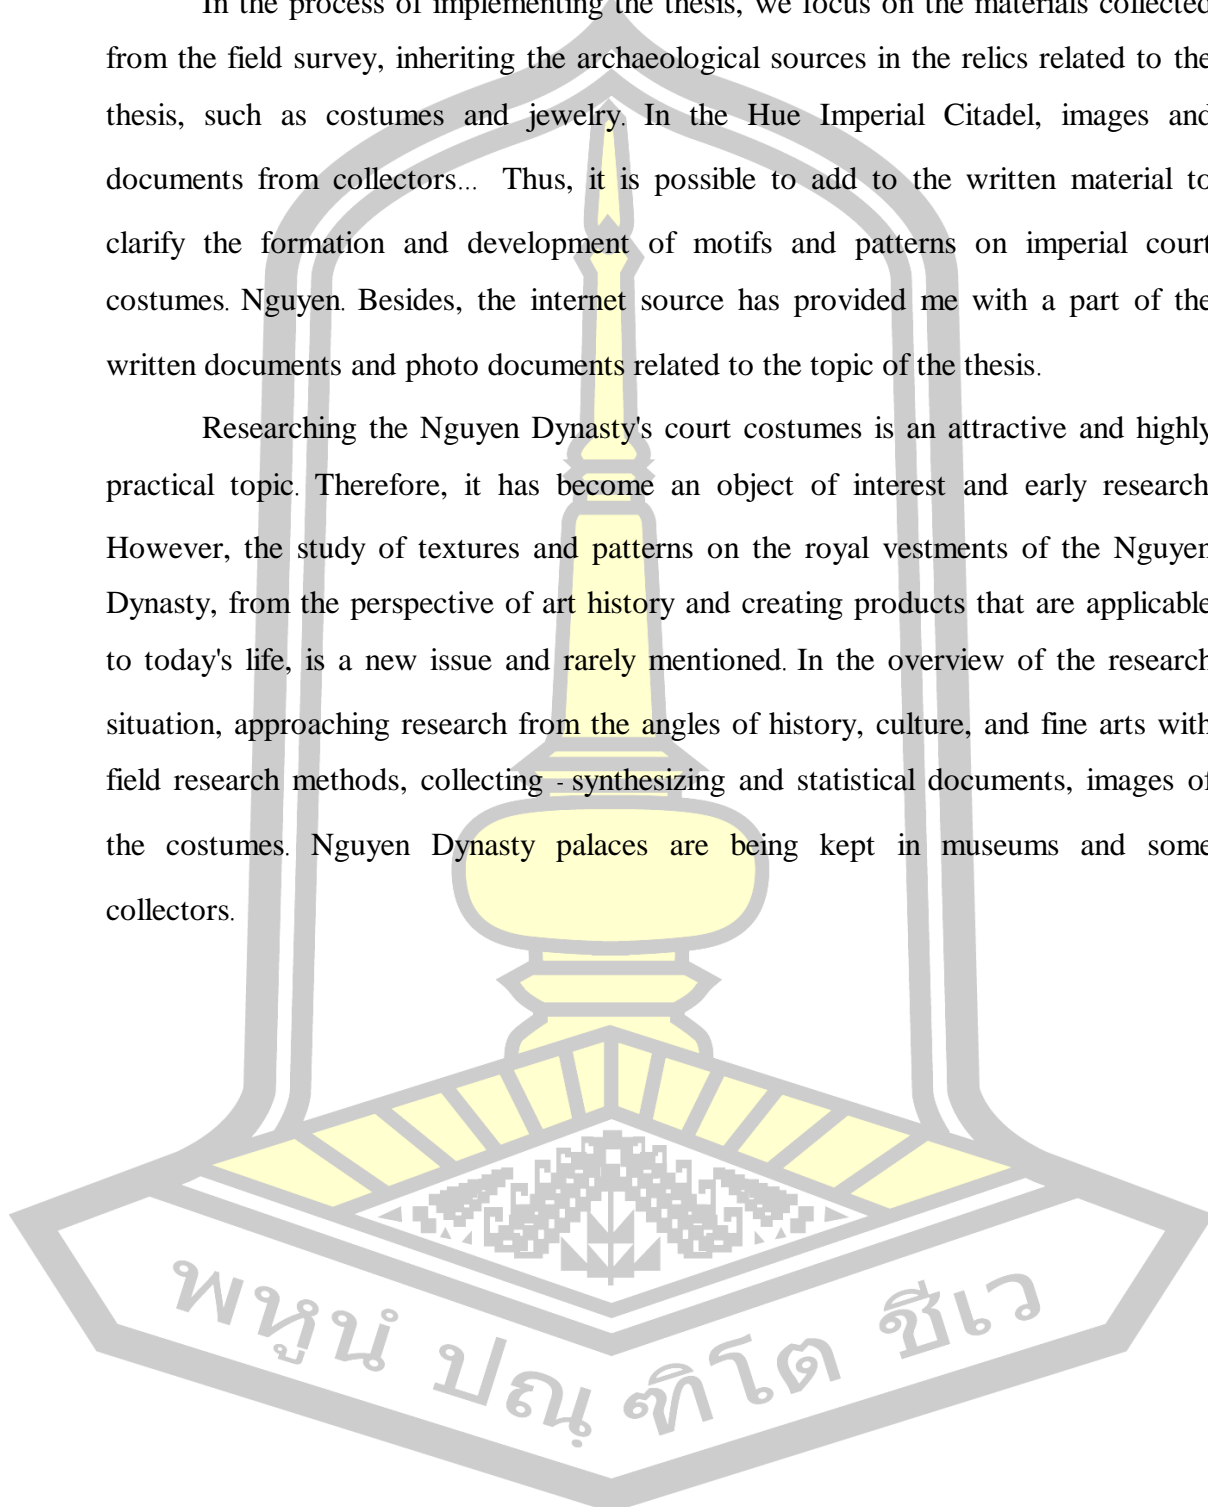 In the process of implementing the thesis, we focus on the materials collected
from the field survey, inheriting the archaeological sources in the relics related to the
thesis, such as costumes and jewelry. In the Hue Imperial Citadel, images and
documents from collectors... Thus, it is possible to add to the written material to
clarify the formation and development of motifs and patterns on imperial court
costumes. Nguyen. Besides, the internet source has provided me with a part of the
written documents and photo documents related to the topic of the thesis.
Researching the Nguyen Dynasty's court costumes is an attractive and highly
practical topic. Therefore, it has become an object of interest and early research
However, the study of textures and patterns on the royal vestments of the Nguyen
Dynasty, from the perspective of art history and creating products that are applicable
to today's life, is a new issue and rarely mentioned. In the overview of the research
situation, approaching research from the angles of history, culture, and fine arts with
field research methods, collecting - synthesizing and statistical documents, images of
the costumes. Nguyen Dynasty palaces are being kept in museums and some
collectors.
พหูนํ ปณฺฑิโต ชีเว